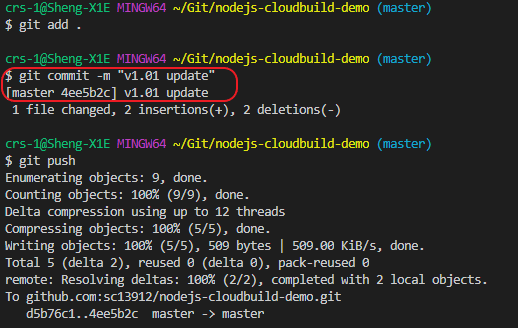 crs-1@Sheng-X1E MINGW64 ~/Git/nodejs-cloudbuild-demo (master)
$ git add .
crs-1@Sheng-X1E MINGW64 ~/Git/nodejs-cloudbuild-demo (master)
$ git commit -m "v1.01 update"
[master 4ee5b2c] v1.01 update
1 file changed, 2 insertions(+), 2 deletions(-)
crs-1@Sheng-X1E MINGW64 ~/Git/nodejs-cloudbuild-demo (master)
$ git push
Enumerating objects: 9, done.
Counting objects: 100% (9/9), done.
Delta compression using up to 12 threads
Compressing objects: 100% (5/5), done.
Writing objects: 100% (5/5), 509 bytes | 509.00 KiB/s, done.
Total 5 (delta 2), reused 0 (delta 0), pack-reused 0
remote: Resolving deltas: 100% (2/2), completed with 2 local objects.
To github.com:sc13912/nodejs-cloudbuild-demo.git
d5b76c1..4ee5b2c  master -> master